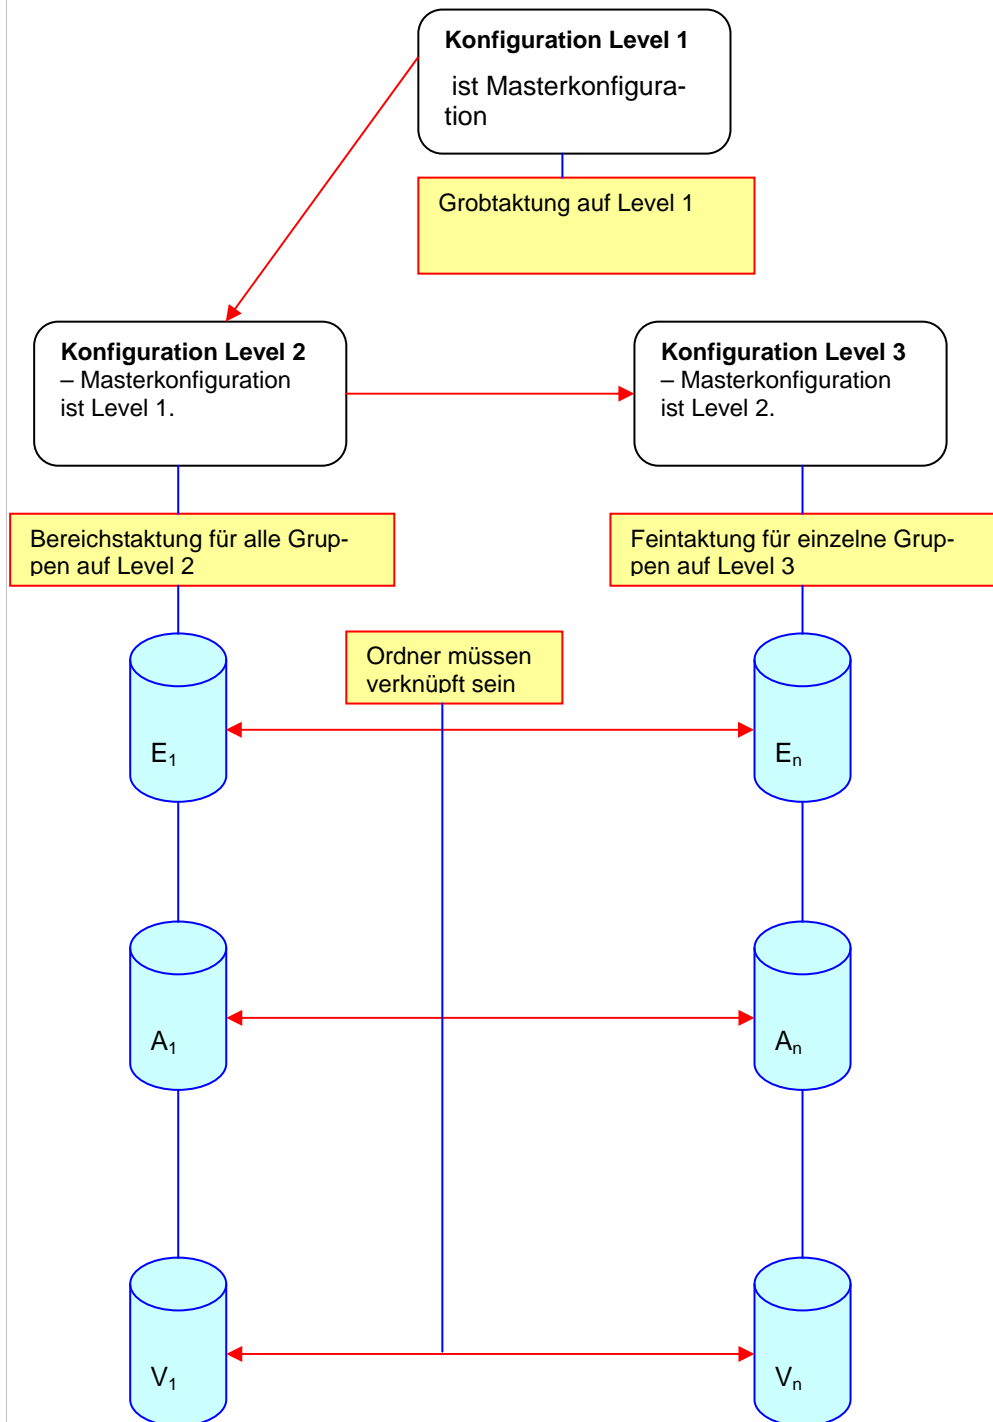 Konfiguration Level 1
ist Masterkonfigura-
tion
Grobtaktung auf Level 1
Konfiguration Level 2
– Masterkonfiguration
ist Level 1.
Konfiguration Level 3
– Masterkonfiguration
ist Level 2.
Bereichstaktung für alle Grup-
pen auf Level 2
Feintaktung für einzelne Grup-
pen auf Level 3
Ordner müssen
verknüpft sein
E₁
Eₙ
A₁
Aₙ
V₁
Vₙ